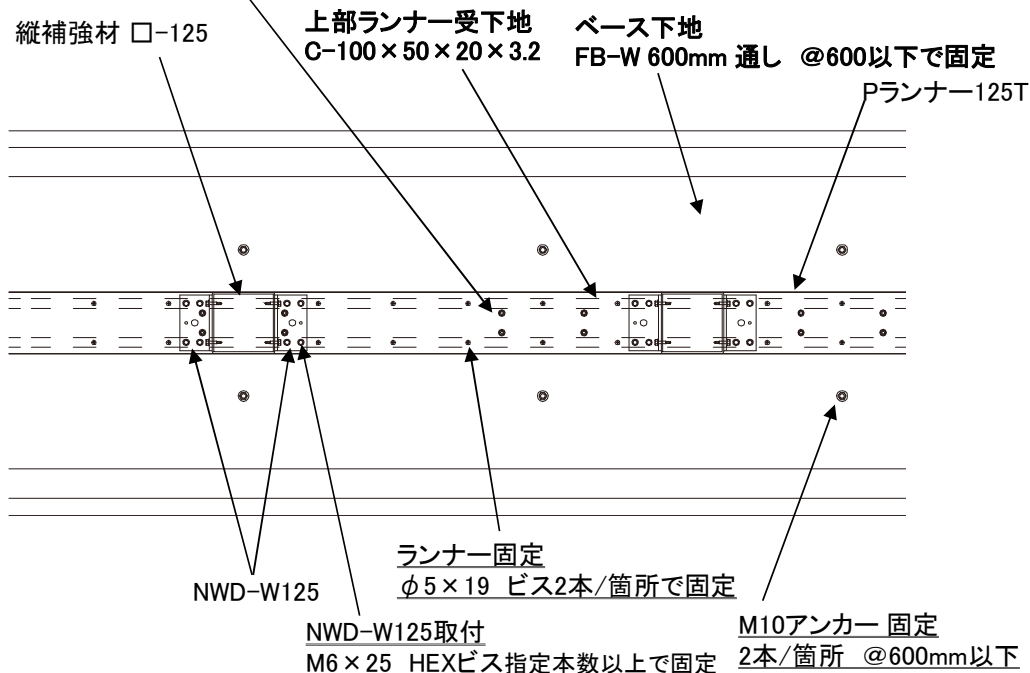 縦補強材 □-125
上部ランナー受下地
C-100×50×20×3.2
ベース下地
FB-W 600mm 通し @600以下で固定
Pランナー125T
NWD-W125
ランナー固定
φ5×19 ビス2本/箇所で固定
NWD-W125取付
M6×25 HEXビス指定本数以上で固定
M10アンカー 固定
2本/箇所 @600mm以下